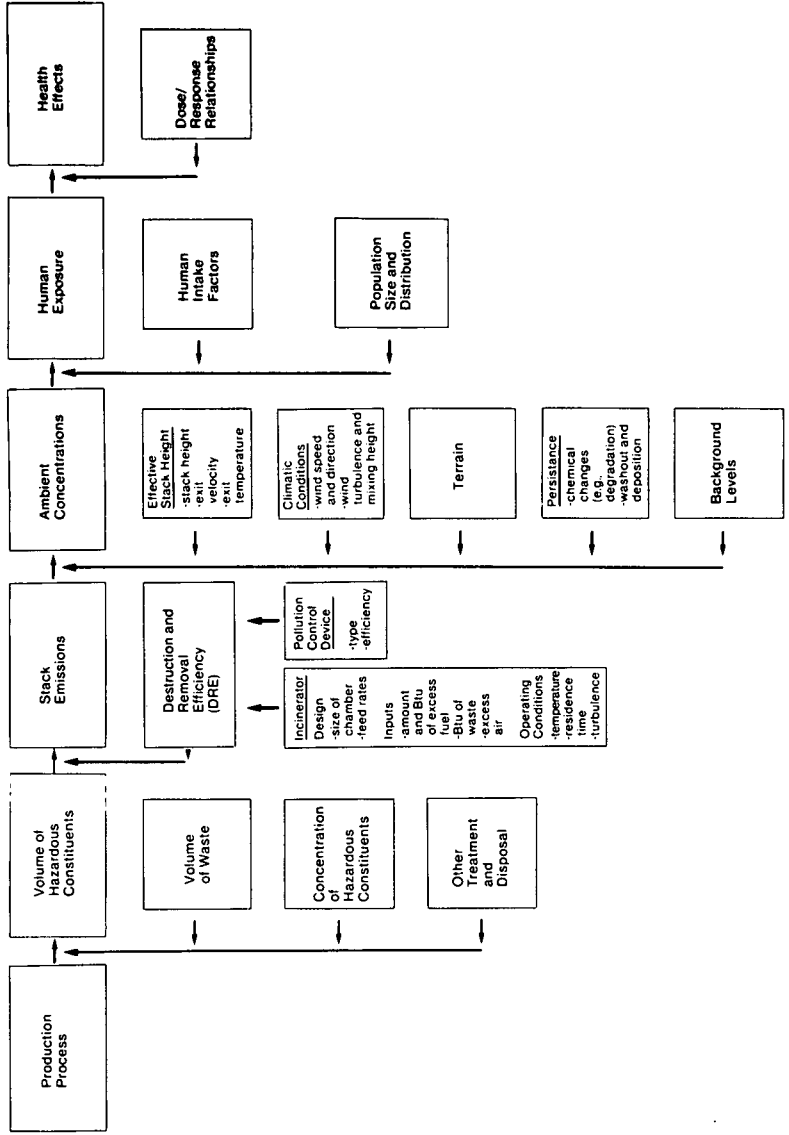 Production
Process
Volume of
Hazardous
Constituents
Stack
Emissions
Ambient
Concentrations
Human
Exposure
Health
Effects
Volume
of Waste
Concentration
of
Hazardous
Constituents
Other
Treatment
and
Disposal
Destruction and
Removal
Efficiency
(DRE)
Incinerator
Design
-size of
chamber
-feed rates
Inputs
-amount
and Btu
of excess
fuel
-Btu of
waste
-excess
air
Operating
Conditions
-temperature
-residence
time
-turbulence
Pollution
Control
Device
-type
-efficiency
Effective
Stack Height
-stack height
-exit
velocity
-exit
temperature
Climatic
Conditions
-wind speed
and direction
-wind
turbulence and
mixing height
Terrain
Persistance
-chemical
changes
(e.g.,
degradation)
-washout and
deposition
Background
Levels
Human
Intake
Factors
Population
Size and
Distribution
Dose/
Response
Relationships